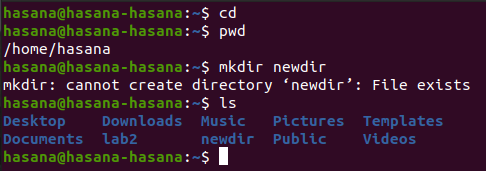 hasana@hasana-hasana:~$ cd
hasana@hasana-hasana:~$ pwd
/home/hasana
hasana@hasana-hasana:~$ mkdir newdir
mkdir: cannot create directory ‘newdir’: File exists
hasana@hasana-hasana:~$ ls
Desktop    Downloads  Music   Pictures  Templates
Documents  lab2       newdir  Public    Videos
hasana@hasana-hasana:~$